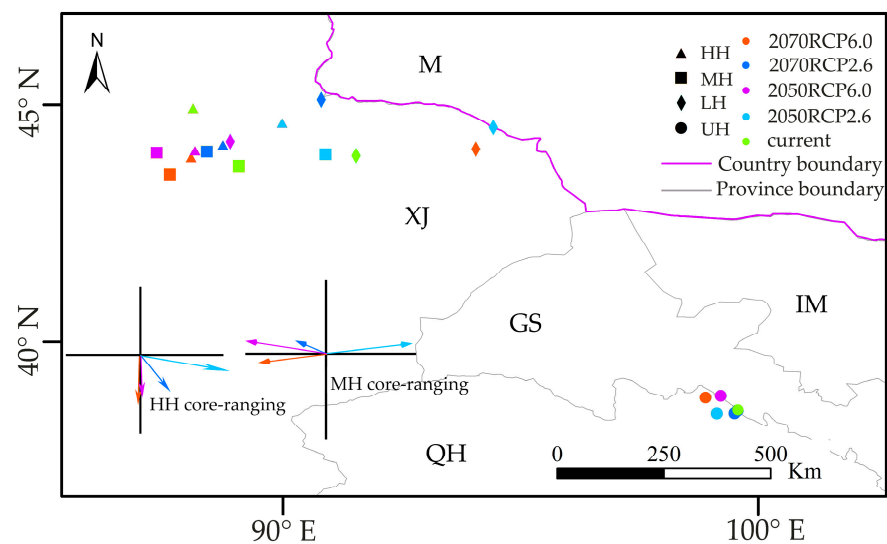 N
M
HH
MH
LH
UH
2070RCP6.0
2070RCP2.6
2050RCP6.0
2050RCP2.6
current
Country boundary
Province boundary
45° N
XJ
GS
IM
40° N
HH core-ranging
MH core-ranging
QH
0 250 500
Km
90° E 100° E